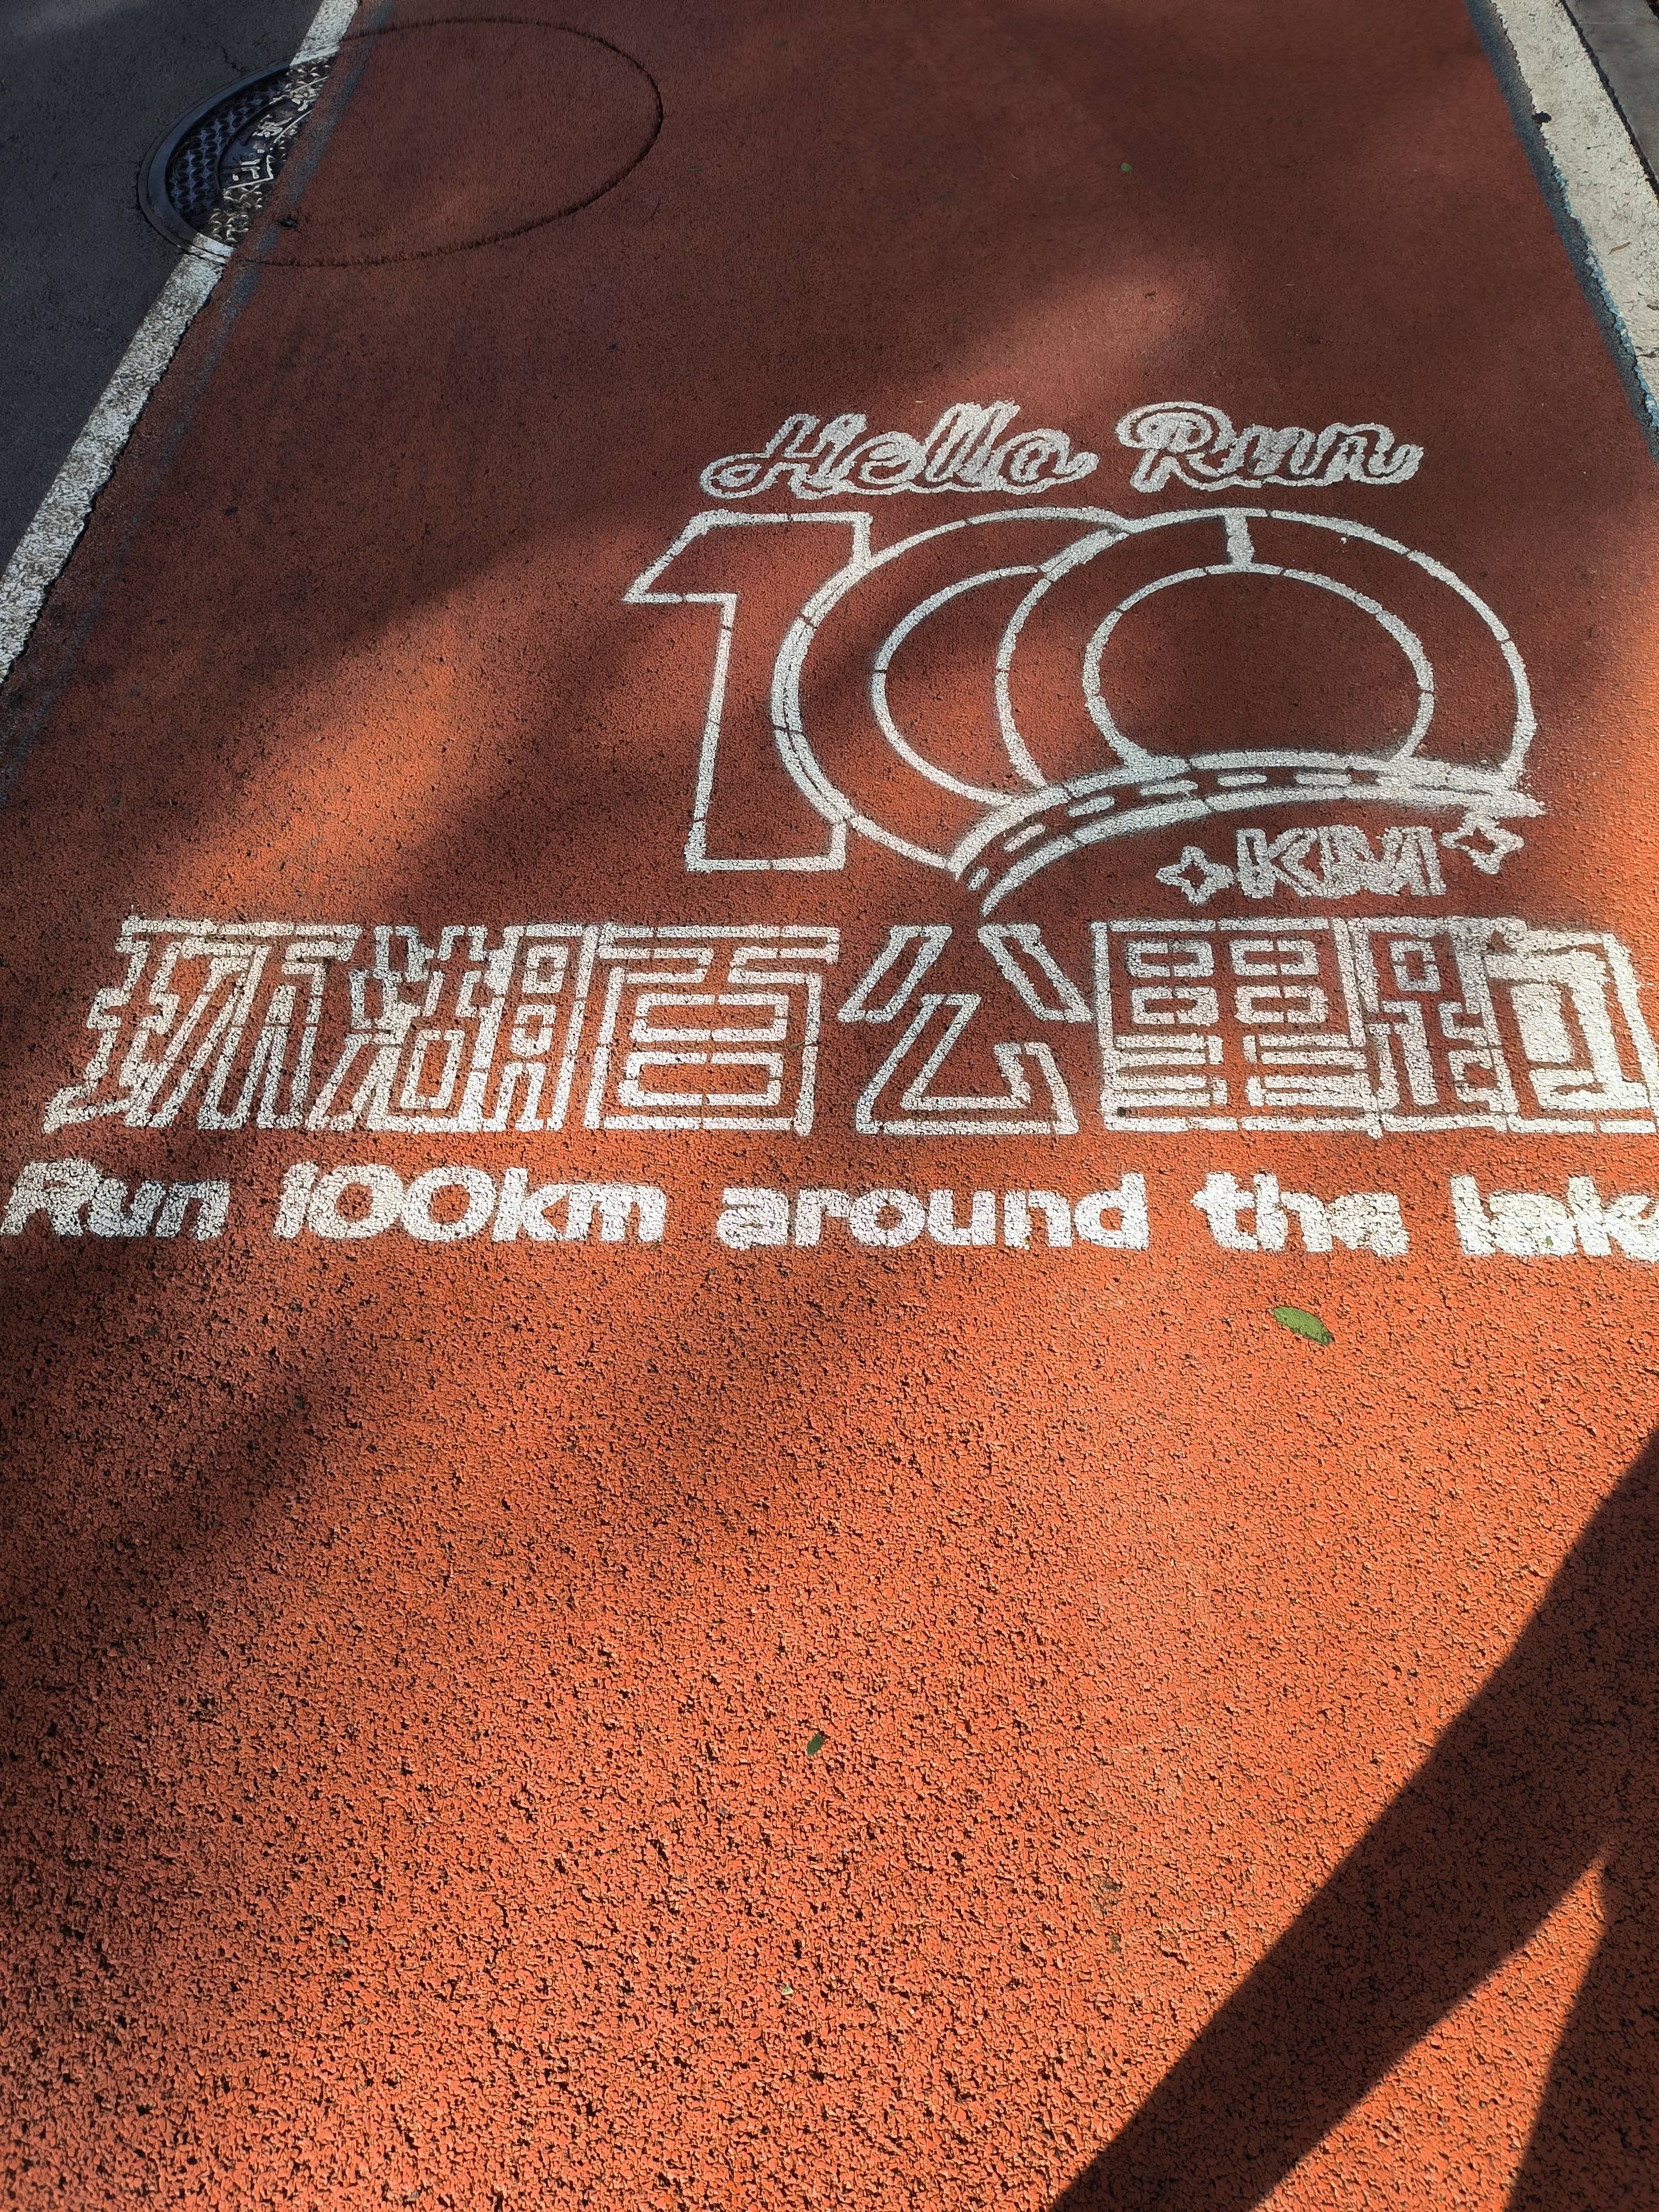 Hello Run
100
KM
环湖百公里跑
Run 100km around the lake